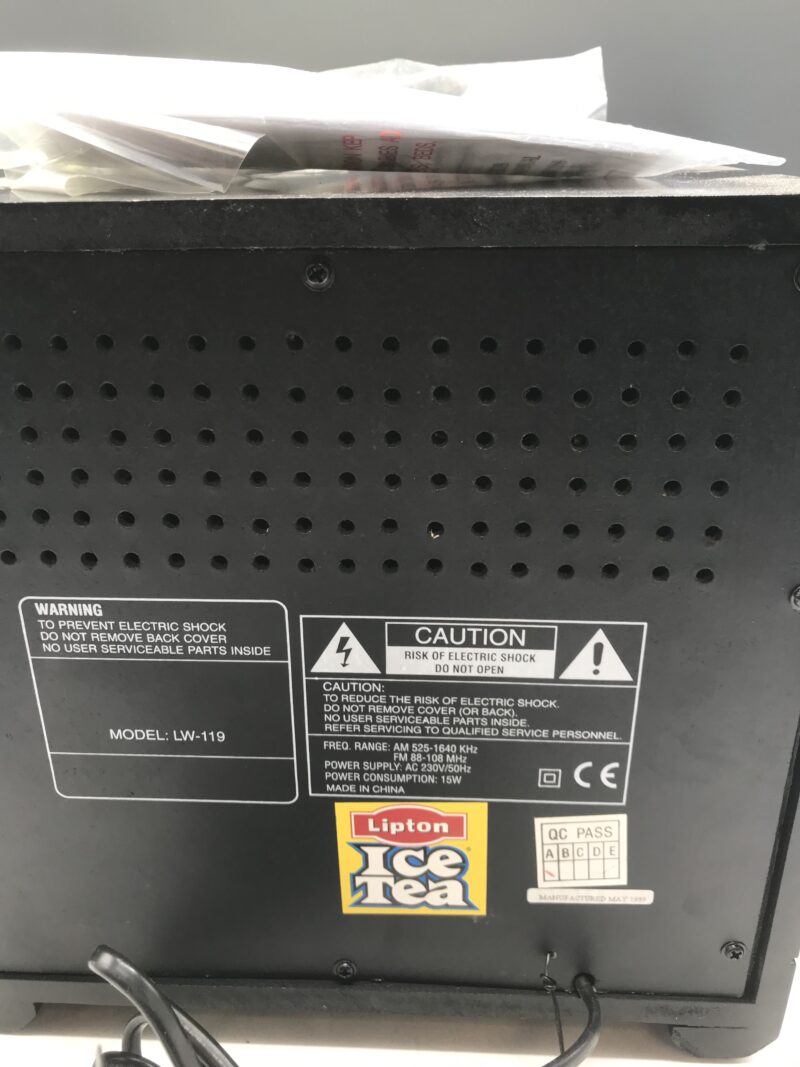 WARNING
TO PREVENT ELECTRIC SHOCK
DO NOT REMOVE BACK COVER
NO USER SERVICEABLE PARTS INSIDE
MODEL: LW-119
CAUTION
RISK OF ELECTRIC SHOCK
DO NOT OPEN
CAUTION:
TO REDUCE THE RISK OF ELECTRIC SHOCK.
DO NOT REMOVE COVER (OR BACK).
NO USER SERVICEABLE PARTS INSIDE.
REFER SERVICING TO QUALIFIED SERVICE PERSONNEL.
FREQ. RANGE: AM 525-1640 KHz
FM 88-108 MHz
POWER SUPPLY: AC 230V/50Hz
POWER CONSUMPTION: 15W
MADE IN CHINA
CE
Lipton
Ice
Tea
QC PASS
A B C D E
MANUFACTURED MAY 1999